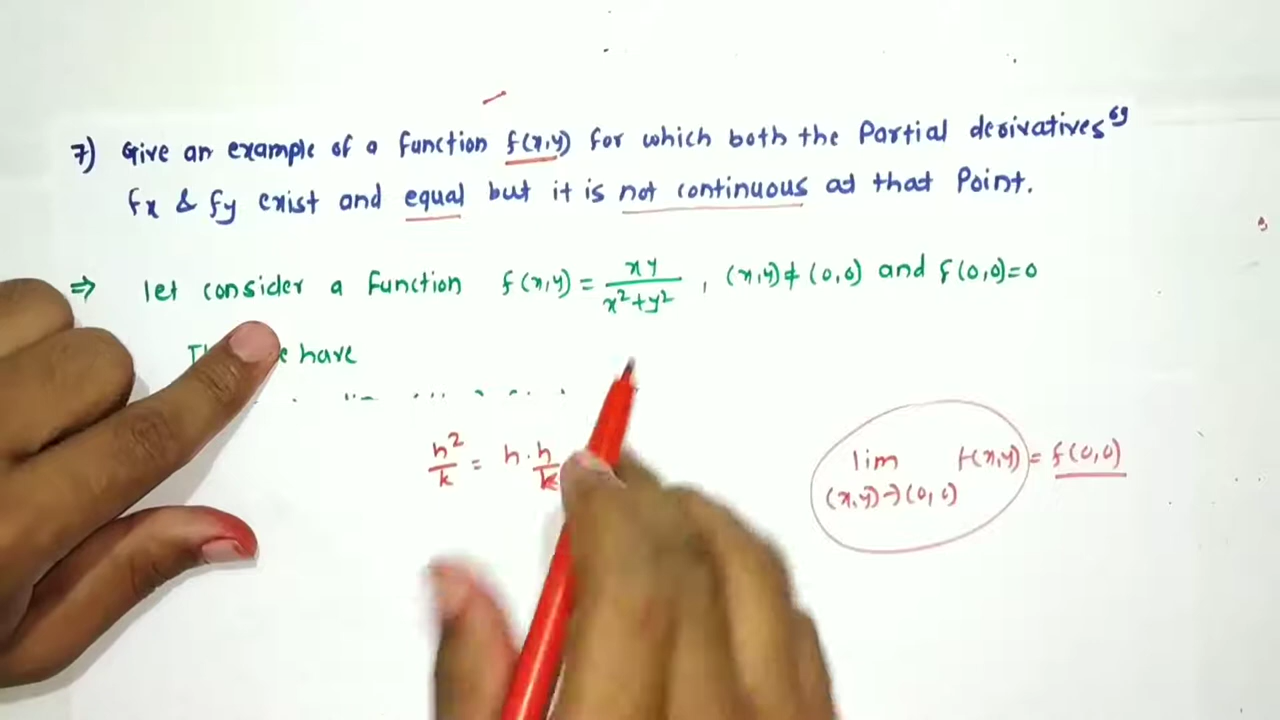 7) Give an example of a function f(x,y) for which both the Partial derivatives
fx & fy exist and equal but it is not continuous at that Point.
⇒ let consider a function f(x,y) = xy / x²+y² , (x,y) ≠ (0,0) and f(0,0)=0
have
h²/k = h · h/k
lim (x,y)→(0,0) f(x,y) = f(0,0)